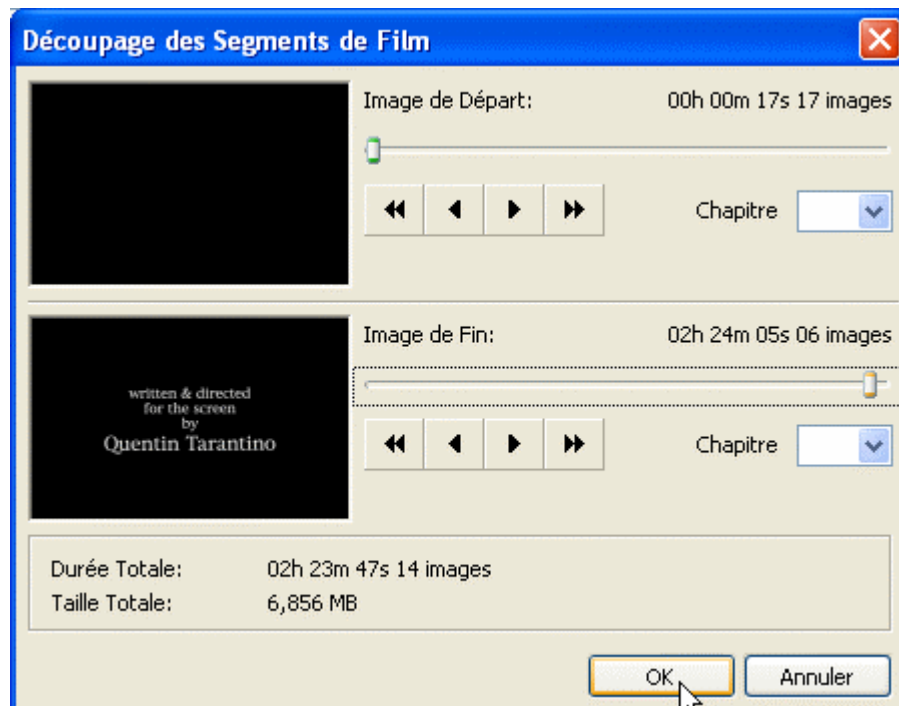 Découpage des Segments de Film
Image de Départ: 00h 00m 17s 17 images
Chapitre
Image de Fin: 02h 24m 05s 06 images
written & directed
for the screen
by
Quentin Tarantino
Chapitre
Durée Totale: 02h 23m 47s 14 images
Taille Totale: 6,856 MB
OK Annuler